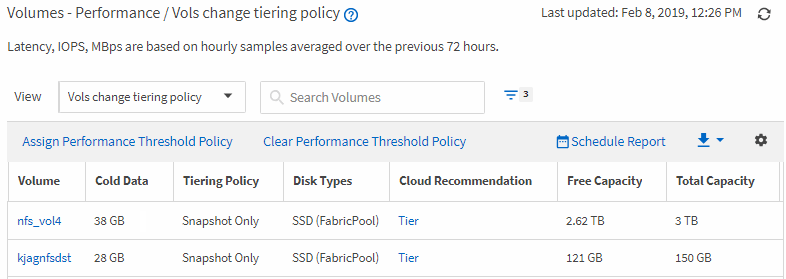 Volumes - Performance / Vols change tiering policy ?
Last updated: Feb 8, 2019, 12:26 PM
Latency, IOPS, MBps are based on hourly samples averaged over the previous 72 hours.
View Vols change tiering policy Search Volumes 3
Assign Performance Threshold Policy Clear Performance Threshold Policy Schedule Report
Volume Cold Data Tiering Policy Disk Types Cloud Recommendation Free Capacity Total Capacity
nfs_vol4 38 GB Snapshot Only SSD (FabricPool) Tier 2.62 TB 3 TB
kjagnfsdst 28 GB Snapshot Only SSD (FabricPool) Tier 121 GB 150 GB